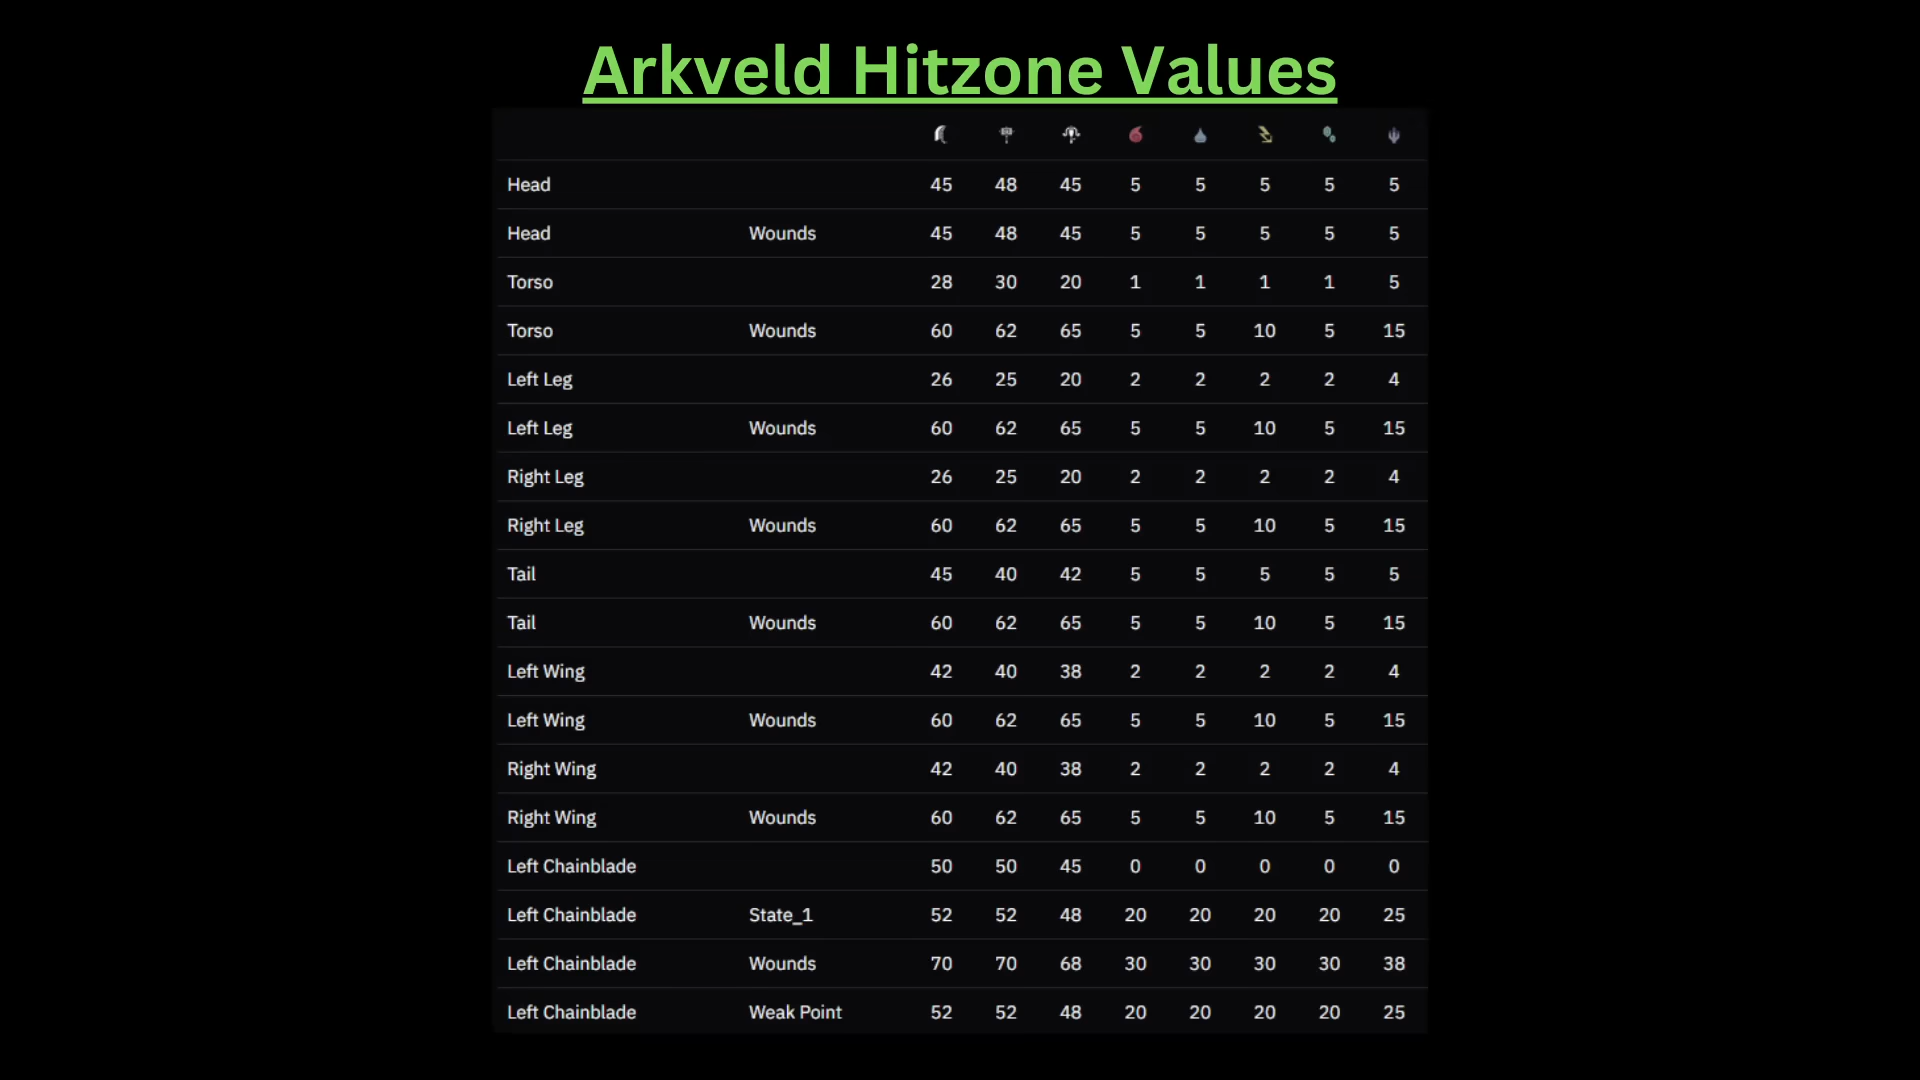 Arkveld Hitzone Values
Head 45 48 45 5 5 5 5 5
Head Wounds 45 48 45 5 5 5 5 5
Torso 28 30 20 1 1 1 1 5
Torso Wounds 60 62 65 5 5 10 5 15
Left Leg 26 25 20 2 2 2 2 4
Left Leg Wounds 60 62 65 5 5 10 5 15
Right Leg 26 25 20 2 2 2 2 4
Right Leg Wounds 60 62 65 5 5 10 5 15
Tail 45 40 42 5 5 5 5 5
Tail Wounds 60 62 65 5 5 10 5 15
Left Wing 42 40 38 2 2 2 2 4
Left Wing Wounds 60 62 65 5 5 10 5 15
Right Wing 42 40 38 2 2 2 2 4
Right Wing Wounds 60 62 65 5 5 10 5 15
Left Chainblade 50 50 45 0 0 0 0 0
Left Chainblade State_1 52 52 48 20 20 20 20 25
Left Chainblade Wounds 70 70 68 30 30 30 30 38
Left Chainblade Weak Point 52 52 48 20 20 20 20 25